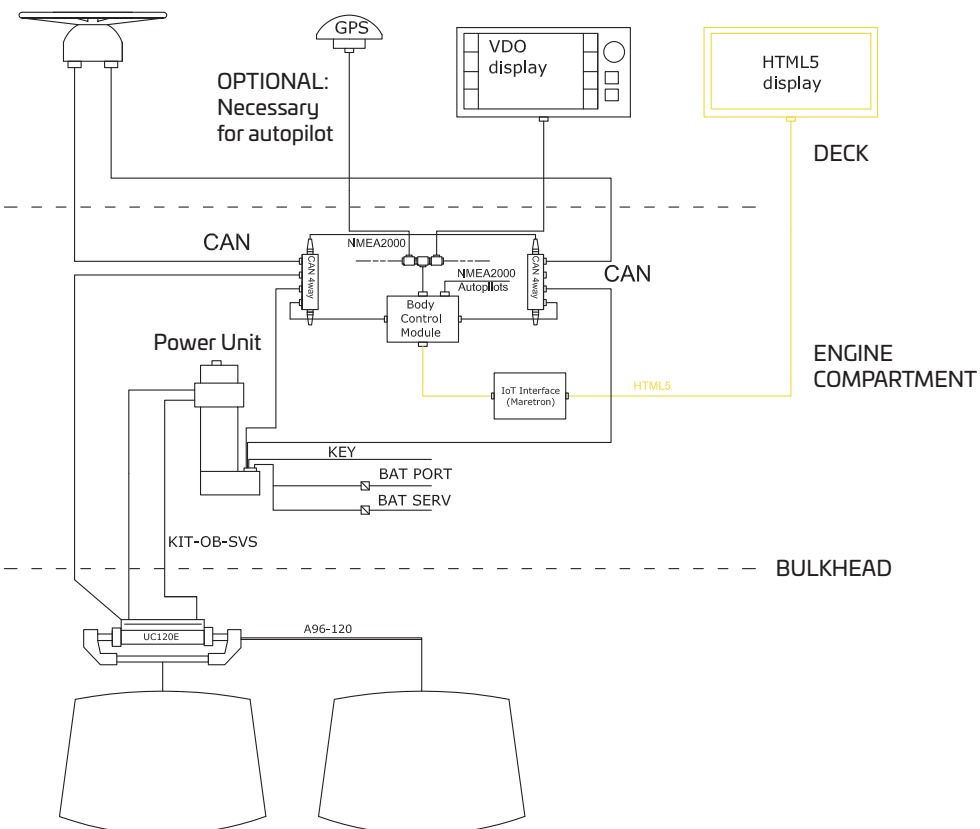 GPS
VDO
display
HTML5
display
OPTIONAL:
Necessary
for autopilot
DECK
CAN
NMEA2000
CAN 4way
CAN 4way
CAN
NMEA2000
Autopilots
Body
Control
Module
Power Unit
ENGINE
COMPARTMENT
IoT Interface
(Maretron)
HTML5
KEY
BAT PORT
BAT SERV
KIT-OB-SVS
BULKHEAD
UC120E
A96-120